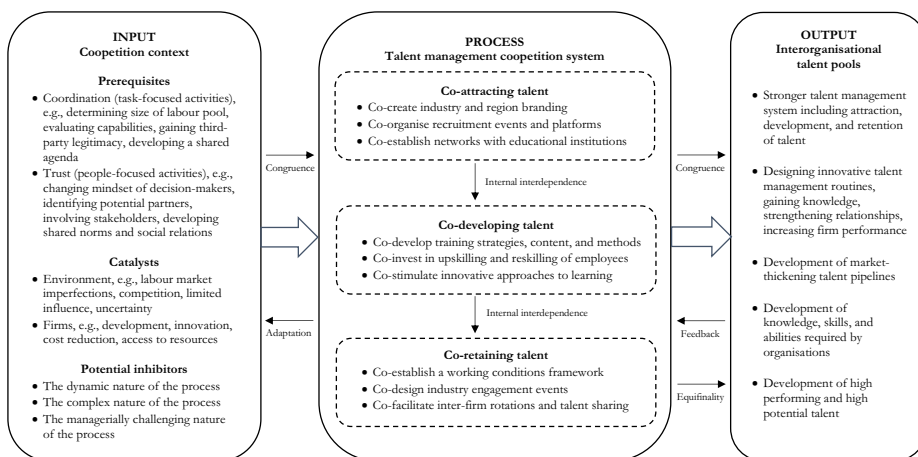 INPUT
Coopetition context
Prerequisites
• Coordination (task-focused activities),
e.g., determining size of labour pool,
evaluating capabilities, gaining third-
party legitimacy, developing a shared
agenda
• Trust (people-focused activities), e.g.,
changing mindset of decision-makers,
identifying potential partners,
involving stakeholders, developing
shared norms and social relations
Catalysts
• Environment, e.g., labour market
imperfections, competition, limited
influence, uncertainty
• Firms, e.g., development, innovation,
cost reduction, access to resources
Potential inhibitors
• The dynamic nature of the process
• The complex nature of the process
• The managerially challenging nature
of the process
Congruence
Adaptation
PROCESS
Talent management coopetition system
Co-attracting talent
• Co-create industry and region branding
• Co-organise recruitment events and platforms
• Co-establish networks with educational institutions
Internal interdependence
Co-developing talent
• Co-develop training strategies, content, and methods
• Co-invest in upskilling and reskilling of employees
• Co-stimulate innovative approaches to learning
Internal interdependence
Co-retaining talent
• Co-establish a working conditions framework
• Co-design industry engagement events
• Co-facilitate inter-firm rotations and talent sharing
Congruence
Feedback
Equifinality
OUTPUT
Interorganisational
talent pools
• Stronger talent management
system including attraction,
development, and retention
of talent
• Designing innovative talent
management routines,
gaining knowledge,
strengthening relationships,
increasing firm performance
• Development of market-
thickening talent pipelines
• Development of
knowledge, skills, and
abilities required by
organisations
• Development of high
performing and high
potential talent